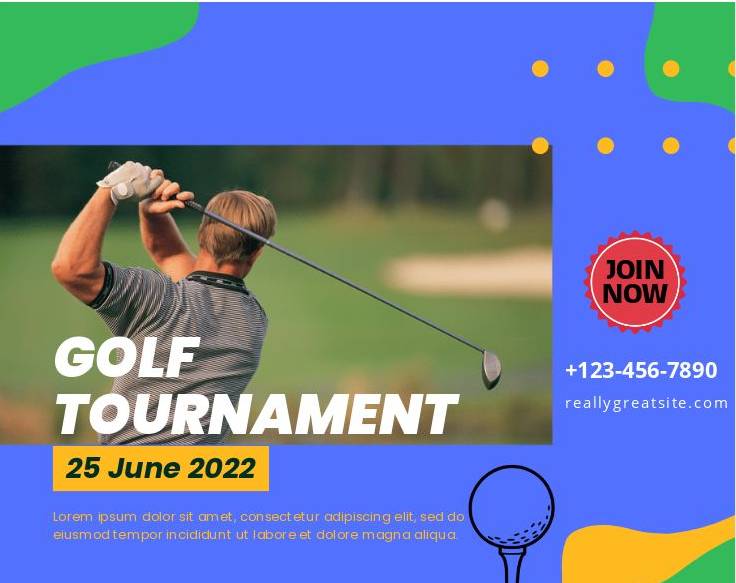 JOIN
NOW
+123-456-7890
reallygreatsite.com
GOLF
TOURNAMENT
25 June 2022
Lorem ipsum dolor sit amet, consectetur adipiscing elit, sed do
eiusmod tempor incididunt ut labore et dolore magna aliqua.